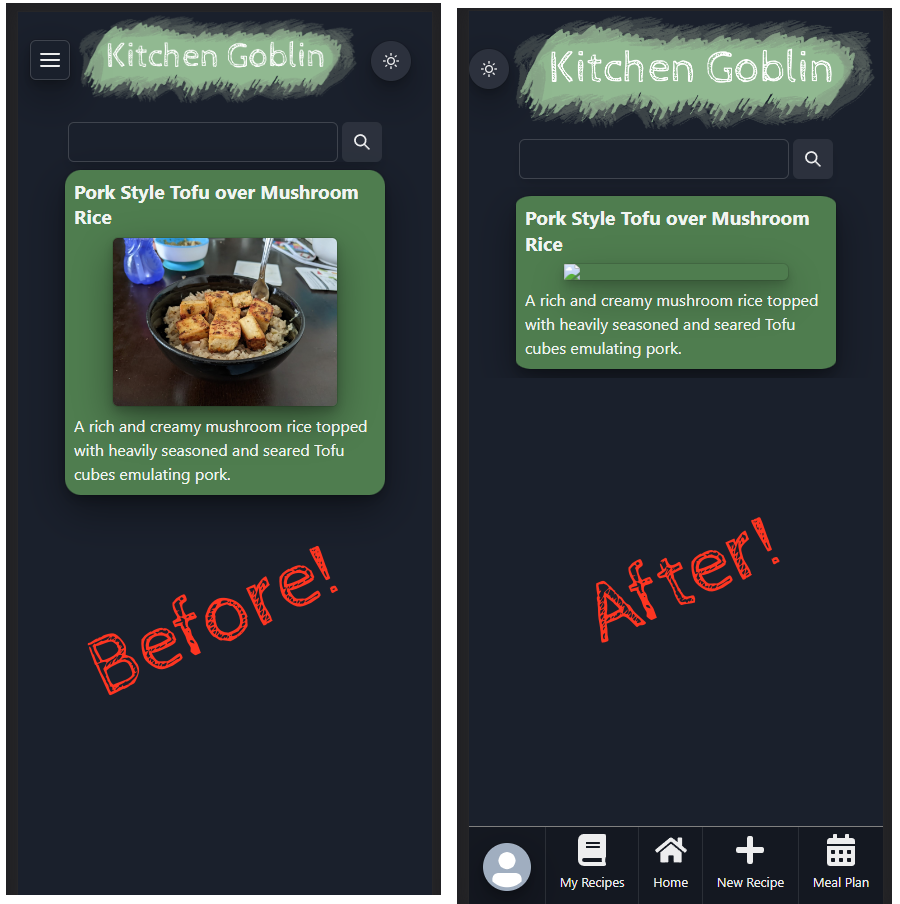 Kitchen Goblin
Pork Style Tofu over Mushroom
Rice
A rich and creamy mushroom rice topped
with heavily seasoned and seared Tofu
cubes emulating pork.
Before!
Kitchen Goblin
Pork Style Tofu over Mushroom
Rice
A rich and creamy mushroom rice topped
with heavily seasoned and seared Tofu
cubes emulating pork.
After!
My Recipes
Home
New Recipe
Meal Plan